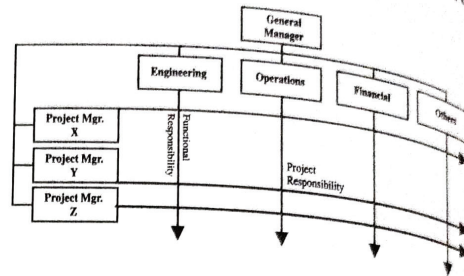 General
Manager
Engineering
Operations
Financial
Others
Project Mgr.
X
Project Mgr.
Y
Project Mgr.
Z
Functional
Responsibility
Project
Responsibility